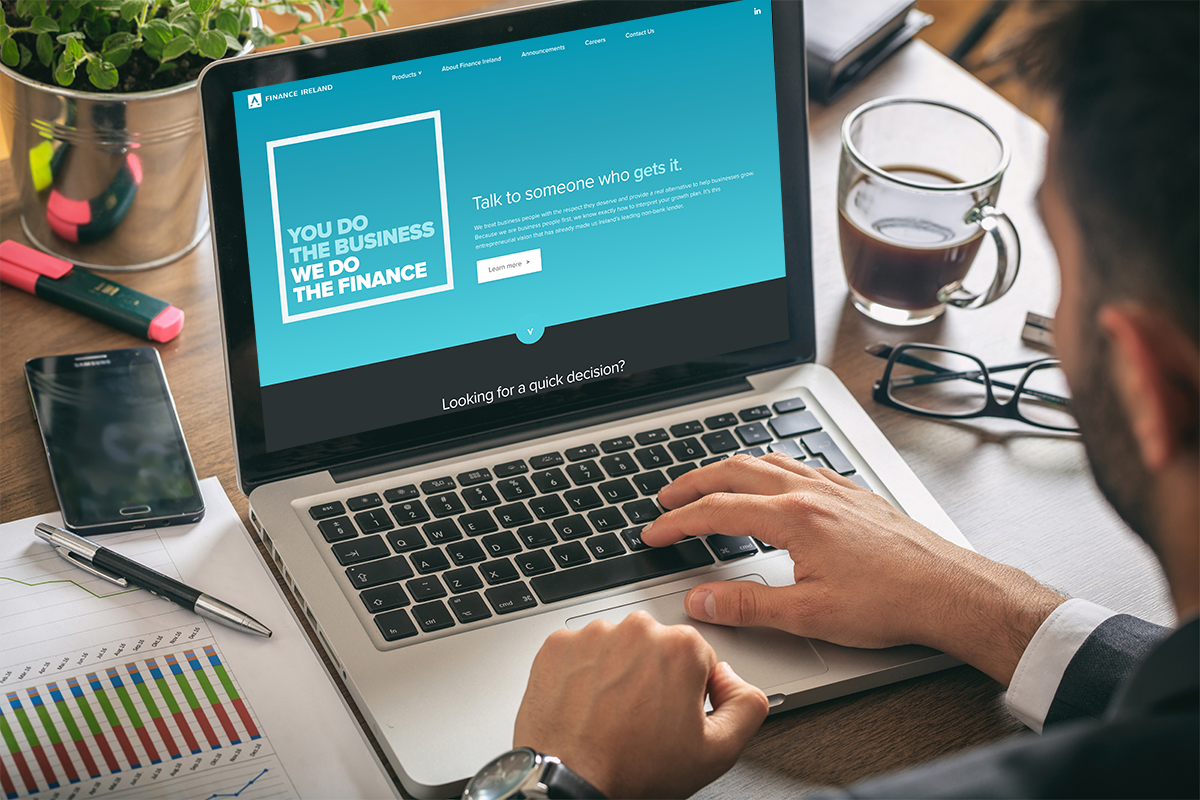 FINANCE IRELAND
Products
About Finance Ireland
Announcements
Careers
Contact Us
in
YOU DO
THE BUSINESS
WE DO
THE FINANCE
Talk to someone who gets it.
We treat business people with the respect they deserve and provide a real alternative to help businesses grow.
Because we are business people first, we know exactly how to interpret your growth plan. It's this
entrepreneurial vision that has already made us Ireland's leading non-bank lender.
Learn more >
Looking for a quick decision?
SAMSUNG